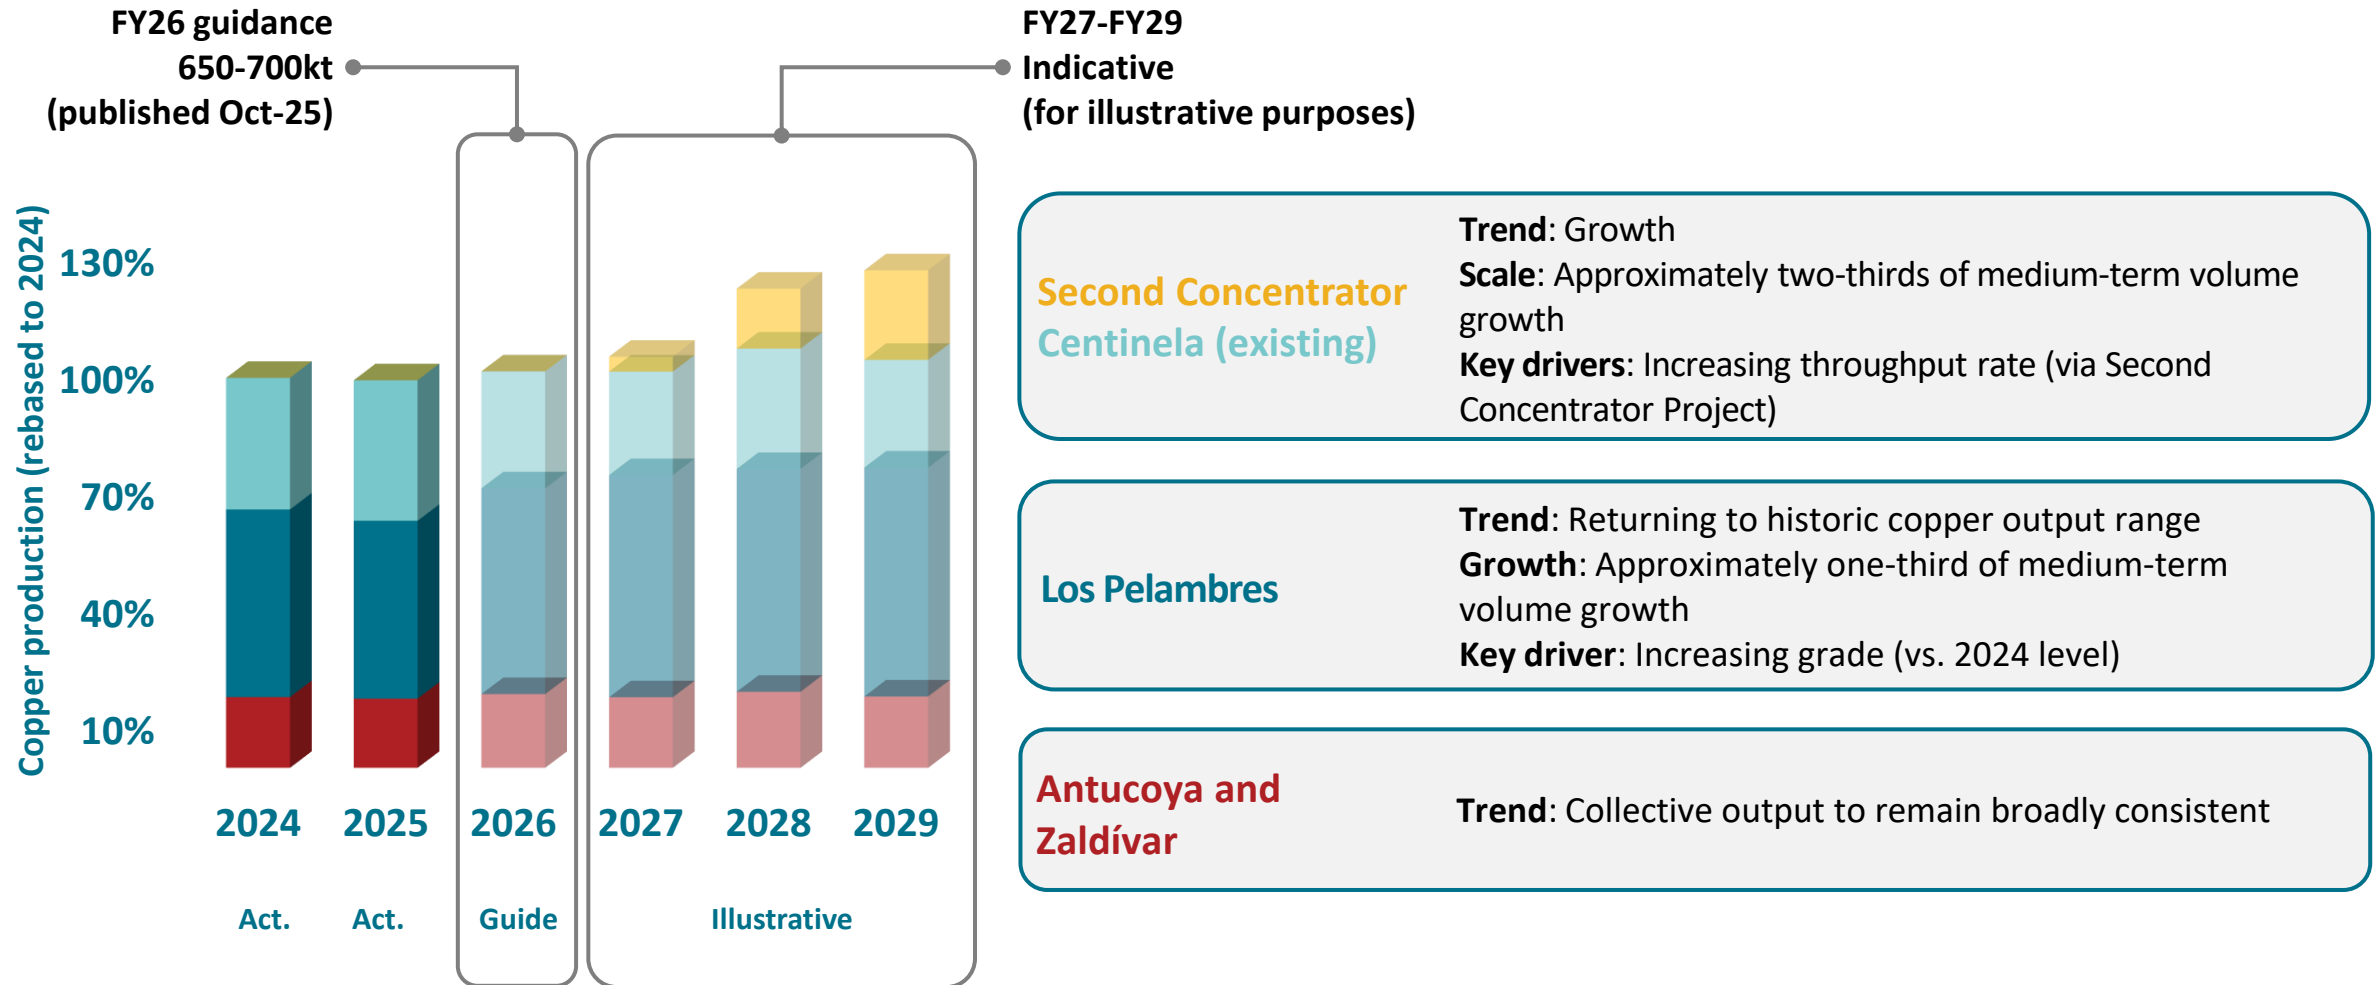 FY26 guidance
650-700kt
(published Oct-25)
FY27-FY29
Indicative
(for illustrative purposes)
Copper production (rebased to 2024)
130%
100%
70%
40%
10%
2024
2025
2026
2027
2028
2029
Act.
Act.
Guide
Illustrative
Second Concentrator
Centinela (existing)
Trend: Growth
Scale: Approximately two-thirds of medium-term volume
growth
Key drivers: Increasing throughput rate (via Second
Concentrator Project)
Los Pelambres
Trend: Returning to historic copper output range
Growth: Approximately one-third of medium-term
volume growth
Key driver: Increasing grade (vs. 2024 level)
Antucoya and
Zaldívar
Trend: Collective output to remain broadly consistent